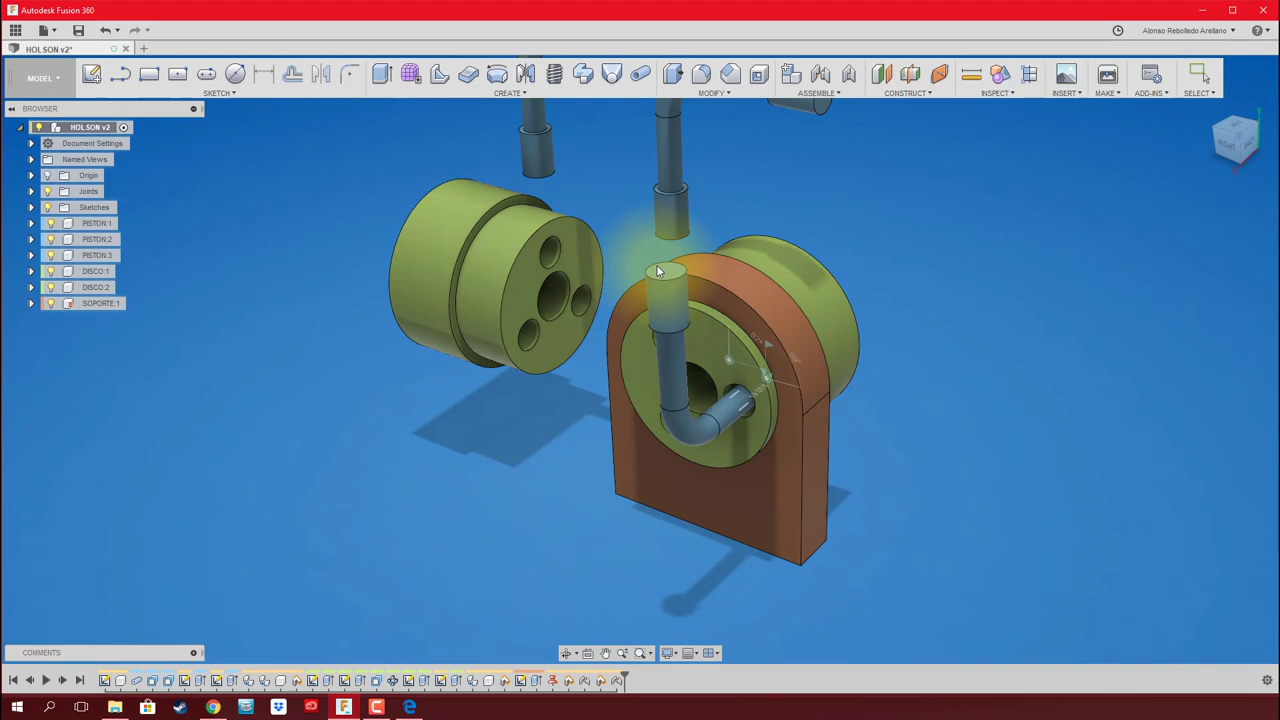 Autodesk Fusion 360
Alonso Rebolledo Arellano
HOLSON v2*
MODEL
SKETCH
CREATE
MODIFY
ASSEMBLE
CONSTRUCT
INSPECT
INSERT
MAKE
ADD-INS
SELECT
BROWSER
HOLSON v2
Document Settings
Named Views
Origin
Joints
Sketches
PISTON:1
PISTON:2
PISTON:3
DISCO:1
DISCO:2
SOPORTE:1
RIGHT
COMMENTS